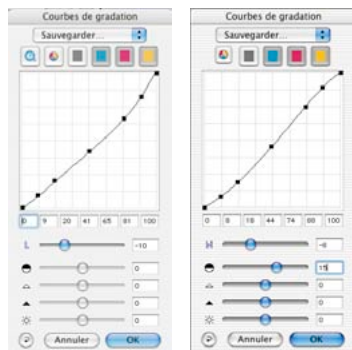 Courbes de gradation
Sauvegarder...
0 9 20 41 65 81 100
L -10
0
0
0
0
Annuler OK
Courbes de gradation
Sauvegarder...
0 8 18 44 74 88 100
-8
15
0
0
0
Annuler OK